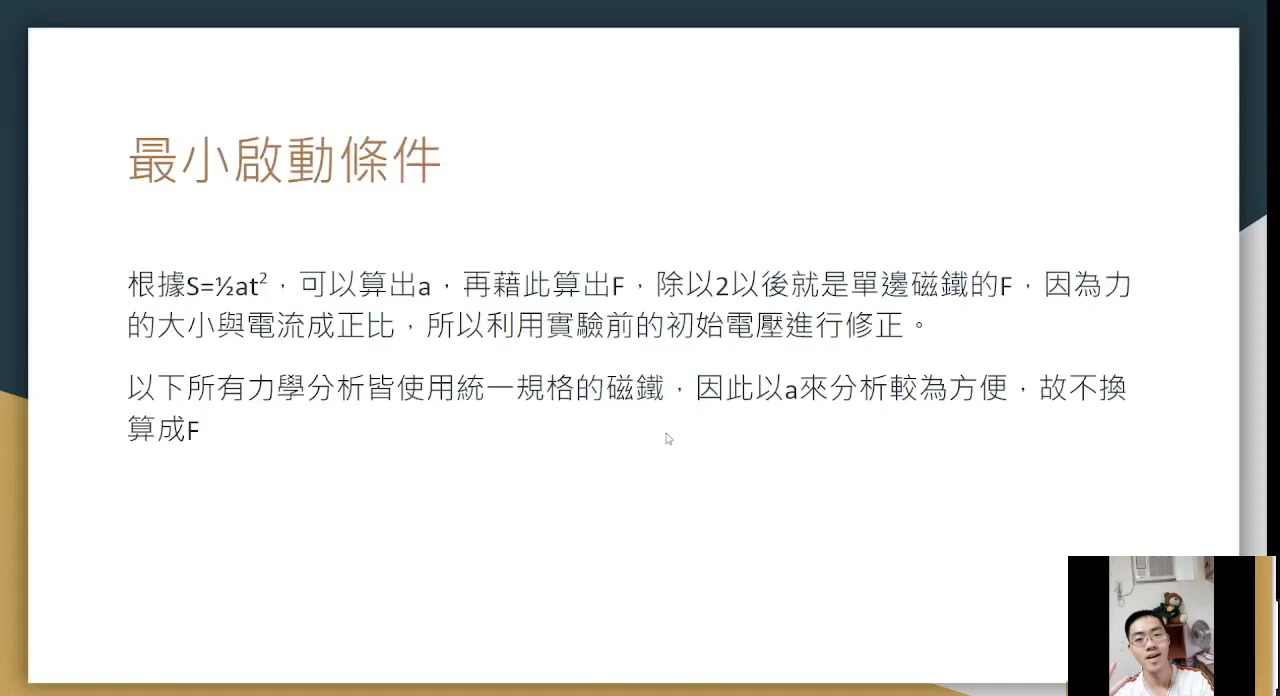 最小啟動條件
根據S=½at²，可以算出a，再藉此算出F，除以2以後就是單邊磁鐵的F，因為力
的大小與電流成正比，所以利用實驗前的初始電壓進行修正。
以下所有力學分析皆使用統一規格的磁鐵，因此以a來分析較為方便，故不換
算成F